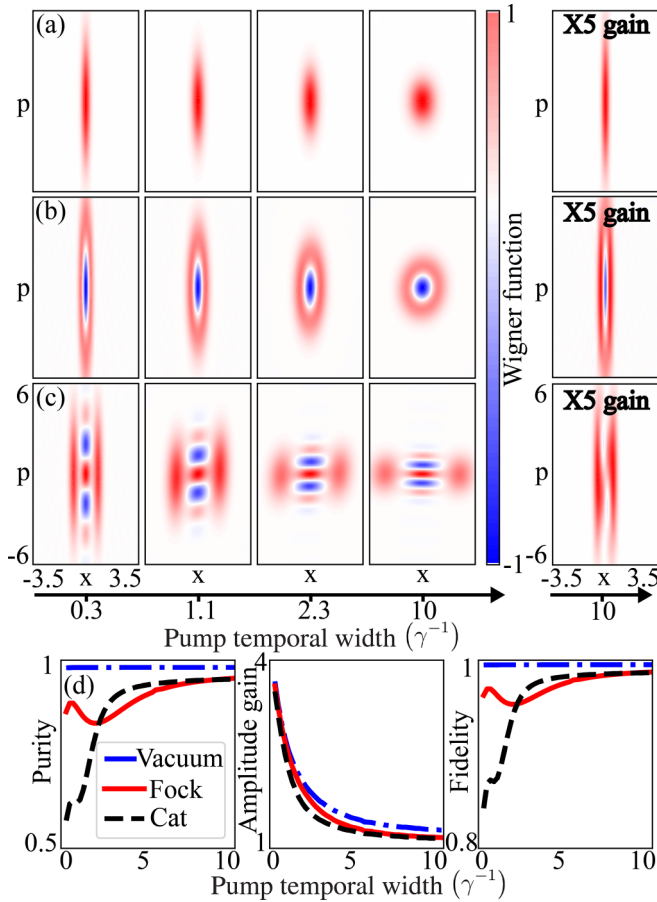 (a)
p
1
X5 gain
(b)
p
Wigner function
X5 gain
p
6
(c)
p
-6
-1
6
X5 gain
p
-6
-3.5 x 3.5 x x x -3.5 x 3.5
0.3 1.1 2.3 10 10
Pump temporal width (γ⁻¹)
(d)
1
Purity
0.5
Vacuum
Fock
Cat
0 5 10
4
Amplitude gain
1
0 5 10
1
Fidelity
0.8
0 5 10
Pump temporal width (γ⁻¹)